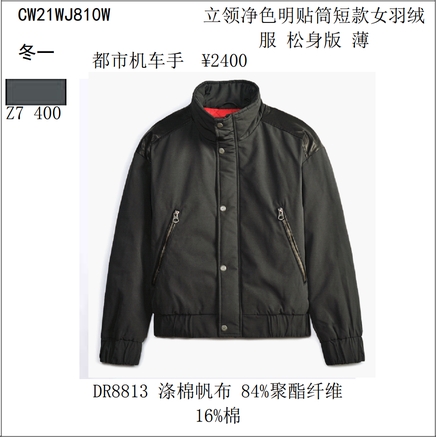 CW21WJ810W
立领净色明贴筒短款女羽绒
服 松身版 薄
冬一
都市机车手 ¥2400
Z7 400
DR8813 涤棉帆布 84%聚酯纤维
16%棉